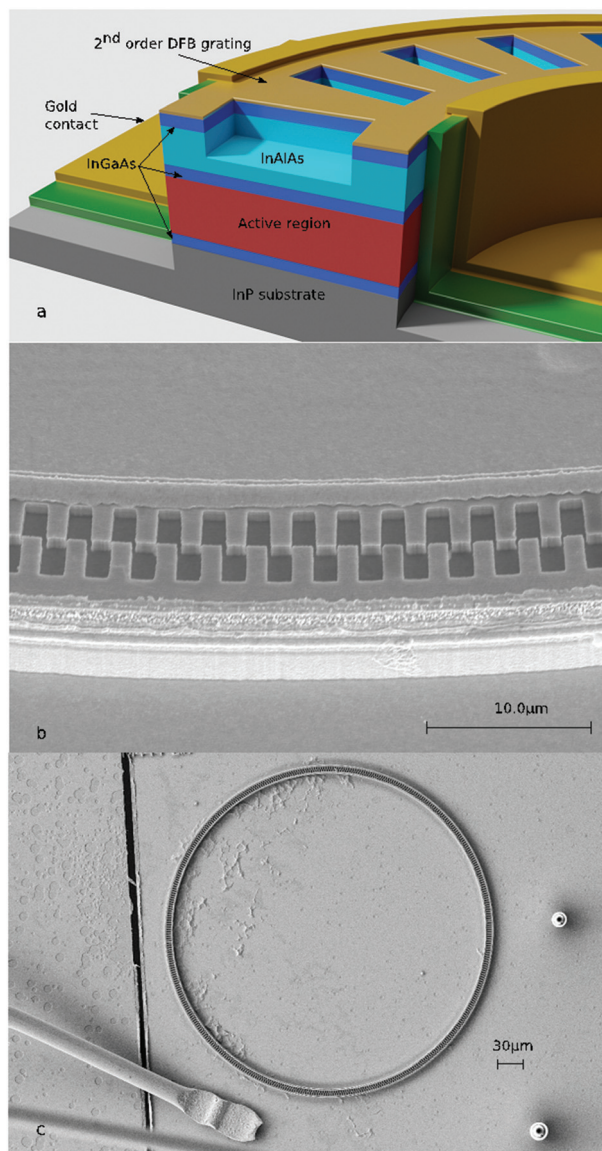 2nd order DFB grating
Gold
contact
InGaAs
InAlAs
Active region
InP substrate
a
10.0μm
b
30μm
c